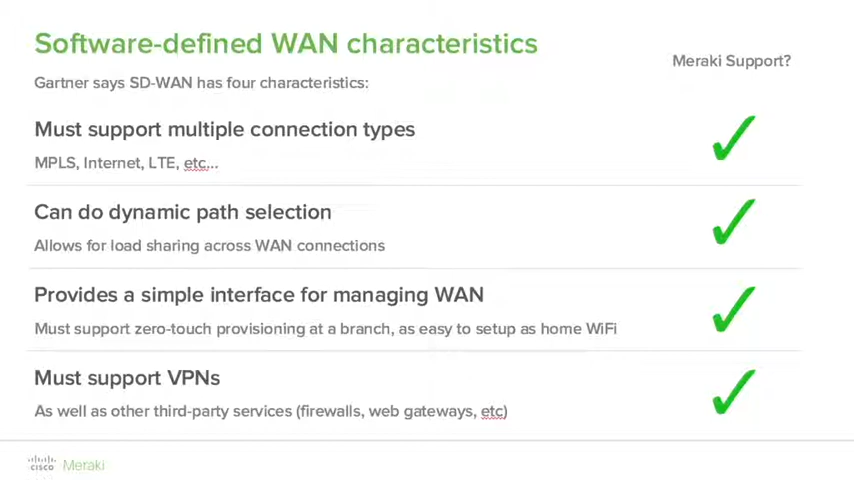 Software-defined WAN characteristics
Meraki Support?
Gartner says SD-WAN has four characteristics:
Must support multiple connection types
MPLS, Internet, LTE, etc...
Can do dynamic path selection
Allows for load sharing across WAN connections
Provides a simple interface for managing WAN
Must support zero-touch provisioning at a branch, as easy to setup as home WiFi
Must support VPNs
As well as other third-party services (firewalls, web gateways, etc)
cisco Meraki